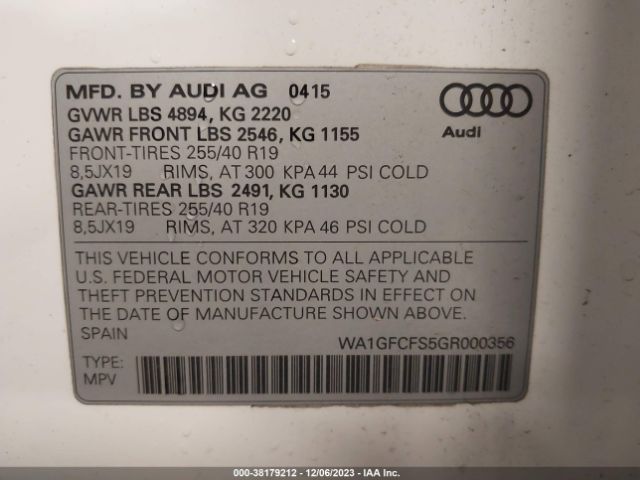 MFD. BY AUDI AG 0415
GVWR LBS 4894, KG 2220
GAWR FRONT LBS 2546, KG 1155
FRONT-TIRES 255/40 R19
8,5JX19 RIMS, AT 300 KPA 44 PSI COLD
GAWR REAR LBS 2491, KG 1130
REAR-TIRES 255/40 R19
8,5JX19 RIMS, AT 320 KPA 46 PSI COLD
Audi
THIS VEHICLE CONFORMS TO ALL APPLICABLE
U.S. FEDERAL MOTOR VEHICLE SAFETY AND
THEFT PREVENTION STANDARDS IN EFFECT ON
THE DATE OF MANUFACTURE SHOWN ABOVE.
SPAIN WA1GFCFS5GR000356
TYPE:
MPV
000-38179212 - 12/06/2023 - IAA Inc.